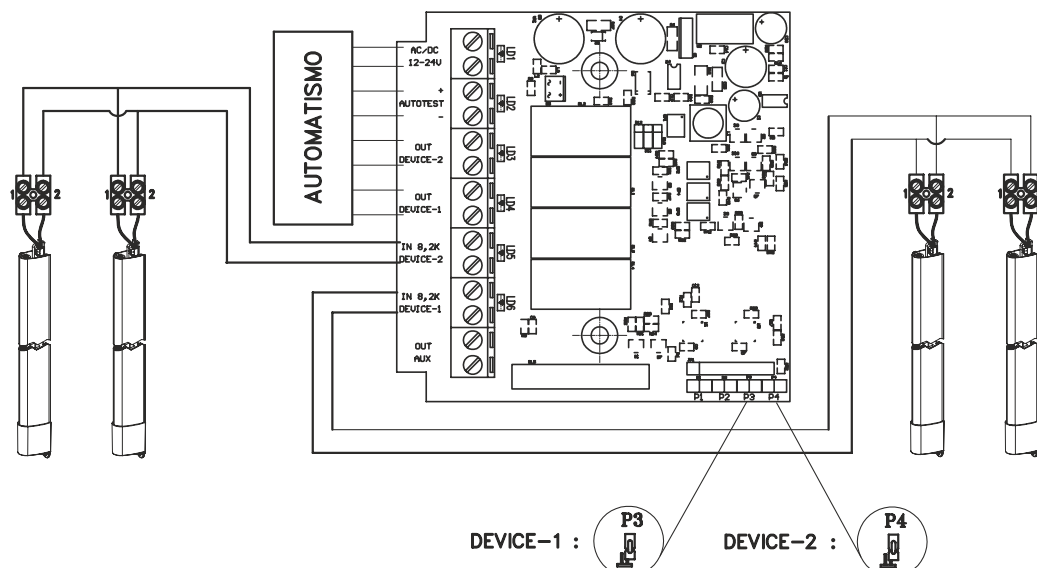 AUTOMATISMO
AC/DC
12-24V
+
AUTOTEST
-
OUT
DEVICE-2
OUT
DEVICE-1
IN 8,2K
DEVICE-2
IN 8,2K
DEVICE-1
OUT
AUX
LD1
LD2
LD3
LD4
LD5
LD6
1
2
1
2
1
2
1
2
P1
P2
P3
P4
DEVICE-1 :
P3
DEVICE-2 :
P4